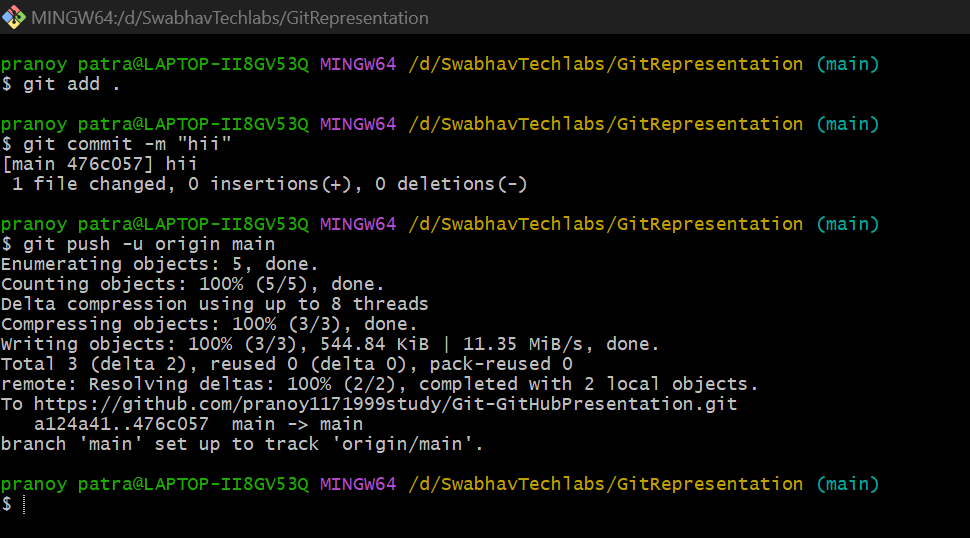 MINGW64:/d/SwabhavTechlabs/GitRepresentation
pranoy patra@LAPTOP-II8GV53Q MINGW64 /d/SwabhavTechlabs/GitRepresentation (main)
$ git add .
pranoy patra@LAPTOP-II8GV53Q MINGW64 /d/SwabhavTechlabs/GitRepresentation (main)
$ git commit -m "hii"
[main 476c057] hii
 1 file changed, 0 insertions(+), 0 deletions(-)
pranoy patra@LAPTOP-II8GV53Q MINGW64 /d/SwabhavTechlabs/GitRepresentation (main)
$ git push -u origin main
Enumerating objects: 5, done.
Counting objects: 100% (5/5), done.
Delta compression using up to 8 threads
Compressing objects: 100% (3/3), done.
Writing objects: 100% (3/3), 544.84 KiB | 11.35 MiB/s, done.
Total 3 (delta 2), reused 0 (delta 0), pack-reused 0
remote: Resolving deltas: 100% (2/2), completed with 2 local objects.
To https://github.com/pranoy1171999study/Git-GitHubPresentation.git
   a124a41..476c057  main -> main
branch 'main' set up to track 'origin/main'.
pranoy patra@LAPTOP-II8GV53Q MINGW64 /d/SwabhavTechlabs/GitRepresentation (main)
$